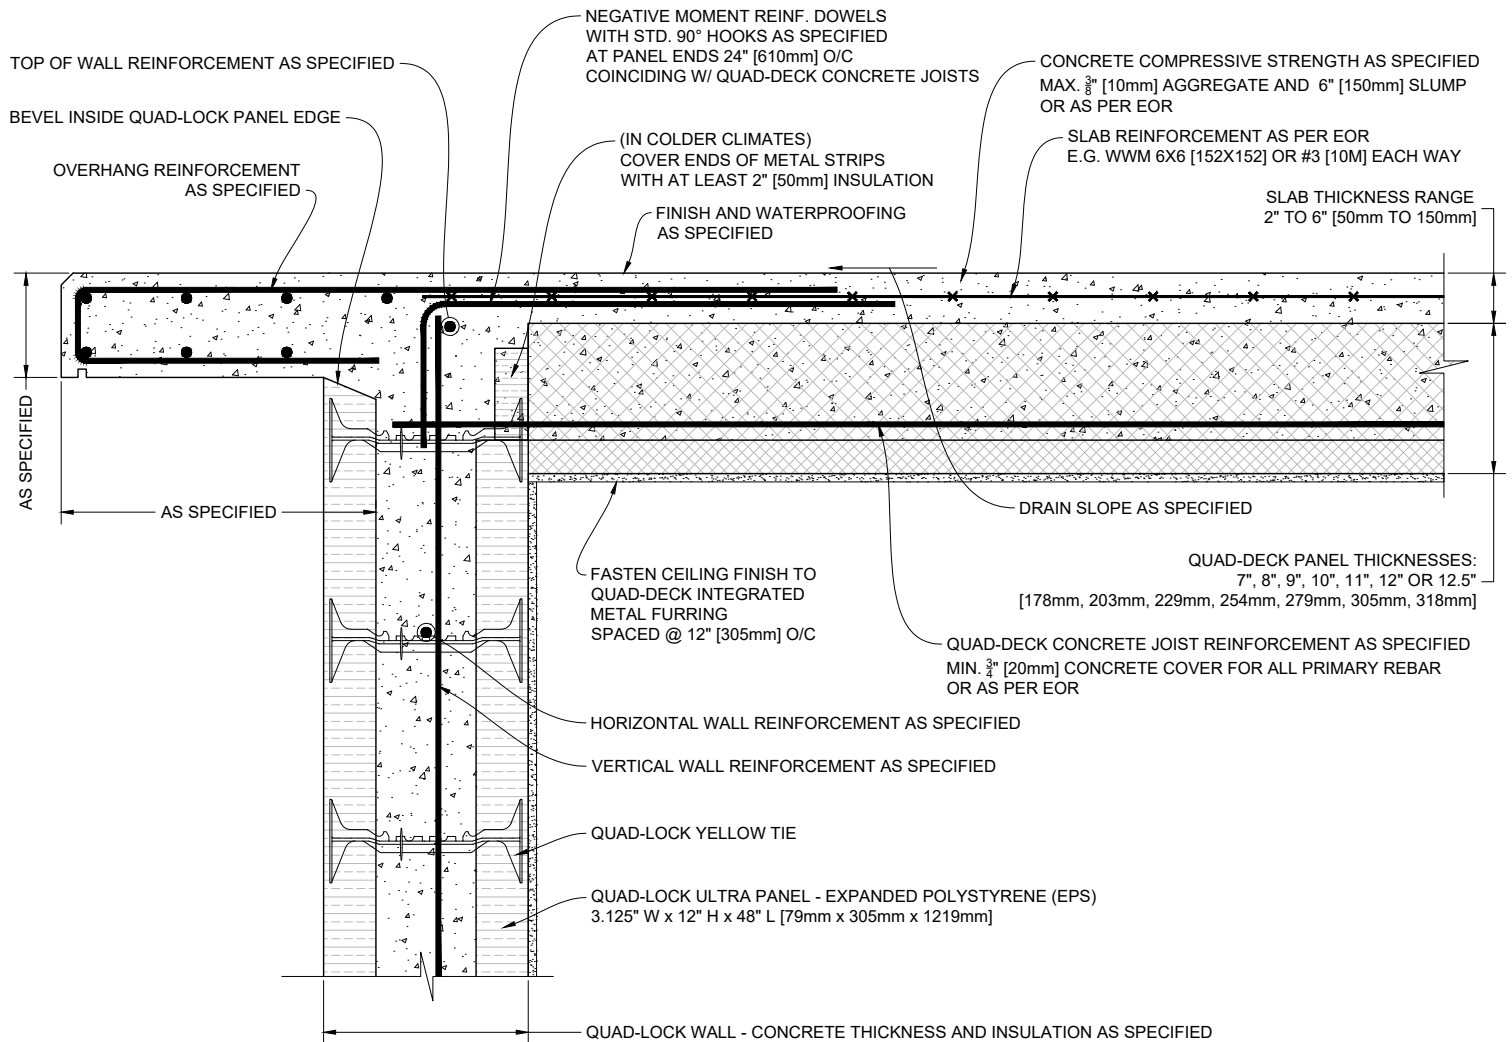 NEGATIVE MOMENT REINF. DOWELS
WITH STD. 90° HOOKS AS SPECIFIED
AT PANEL ENDS 24" [610mm] O/C
COINCIDING W/ QUAD-DECK CONCRETE JOISTS
TOP OF WALL REINFORCEMENT AS SPECIFIED
BEVEL INSIDE QUAD-LOCK PANEL EDGE
OVERHANG REINFORCEMENT
AS SPECIFIED
(IN COLDER CLIMATES)
COVER ENDS OF METAL STRIPS
WITH AT LEAST 2" [50mm] INSULATION
FINISH AND WATERPROOFING
AS SPECIFIED
CONCRETE COMPRESSIVE STRENGTH AS SPECIFIED
MAX. 3/8" [10mm] AGGREGATE AND 6" [150mm] SLUMP
OR AS PER EOR
SLAB REINFORCEMENT AS PER EOR
E.G. WWM 6X6 [152X152] OR #3 [10M] EACH WAY
SLAB THICKNESS RANGE
2" TO 6" [50mm TO 150mm]
AS SPECIFIED
AS SPECIFIED
DRAIN SLOPE AS SPECIFIED
QUAD-DECK PANEL THICKNESSES:
7", 8", 9", 10", 11", 12" OR 12.5"
[178mm, 203mm, 229mm, 254mm, 279mm, 305mm, 318mm]
FASTEN CEILING FINISH TO
QUAD-DECK INTEGRATED
METAL FURRING
SPACED @ 12" [305mm] O/C
QUAD-DECK CONCRETE JOIST REINFORCEMENT AS SPECIFIED
MIN. 3/4" [20mm] CONCRETE COVER FOR ALL PRIMARY REBAR
OR AS PER EOR
HORIZONTAL WALL REINFORCEMENT AS SPECIFIED
VERTICAL WALL REINFORCEMENT AS SPECIFIED
QUAD-LOCK YELLOW TIE
QUAD-LOCK ULTRA PANEL - EXPANDED POLYSTYRENE (EPS)
3.125" W x 12" H x 48" L [79mm x 305mm x 1219mm]
QUAD-LOCK WALL - CONCRETE THICKNESS AND INSULATION AS SPECIFIED